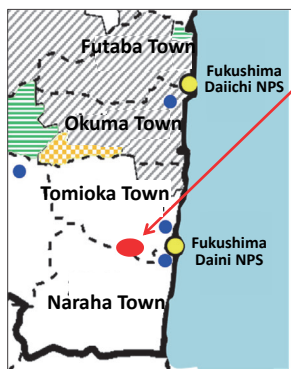 Futaba Town
Fukushima
Daiichi NPS
Okuma Town
Tomioka Town
Fukushima
Daini NPS
Naraha Town